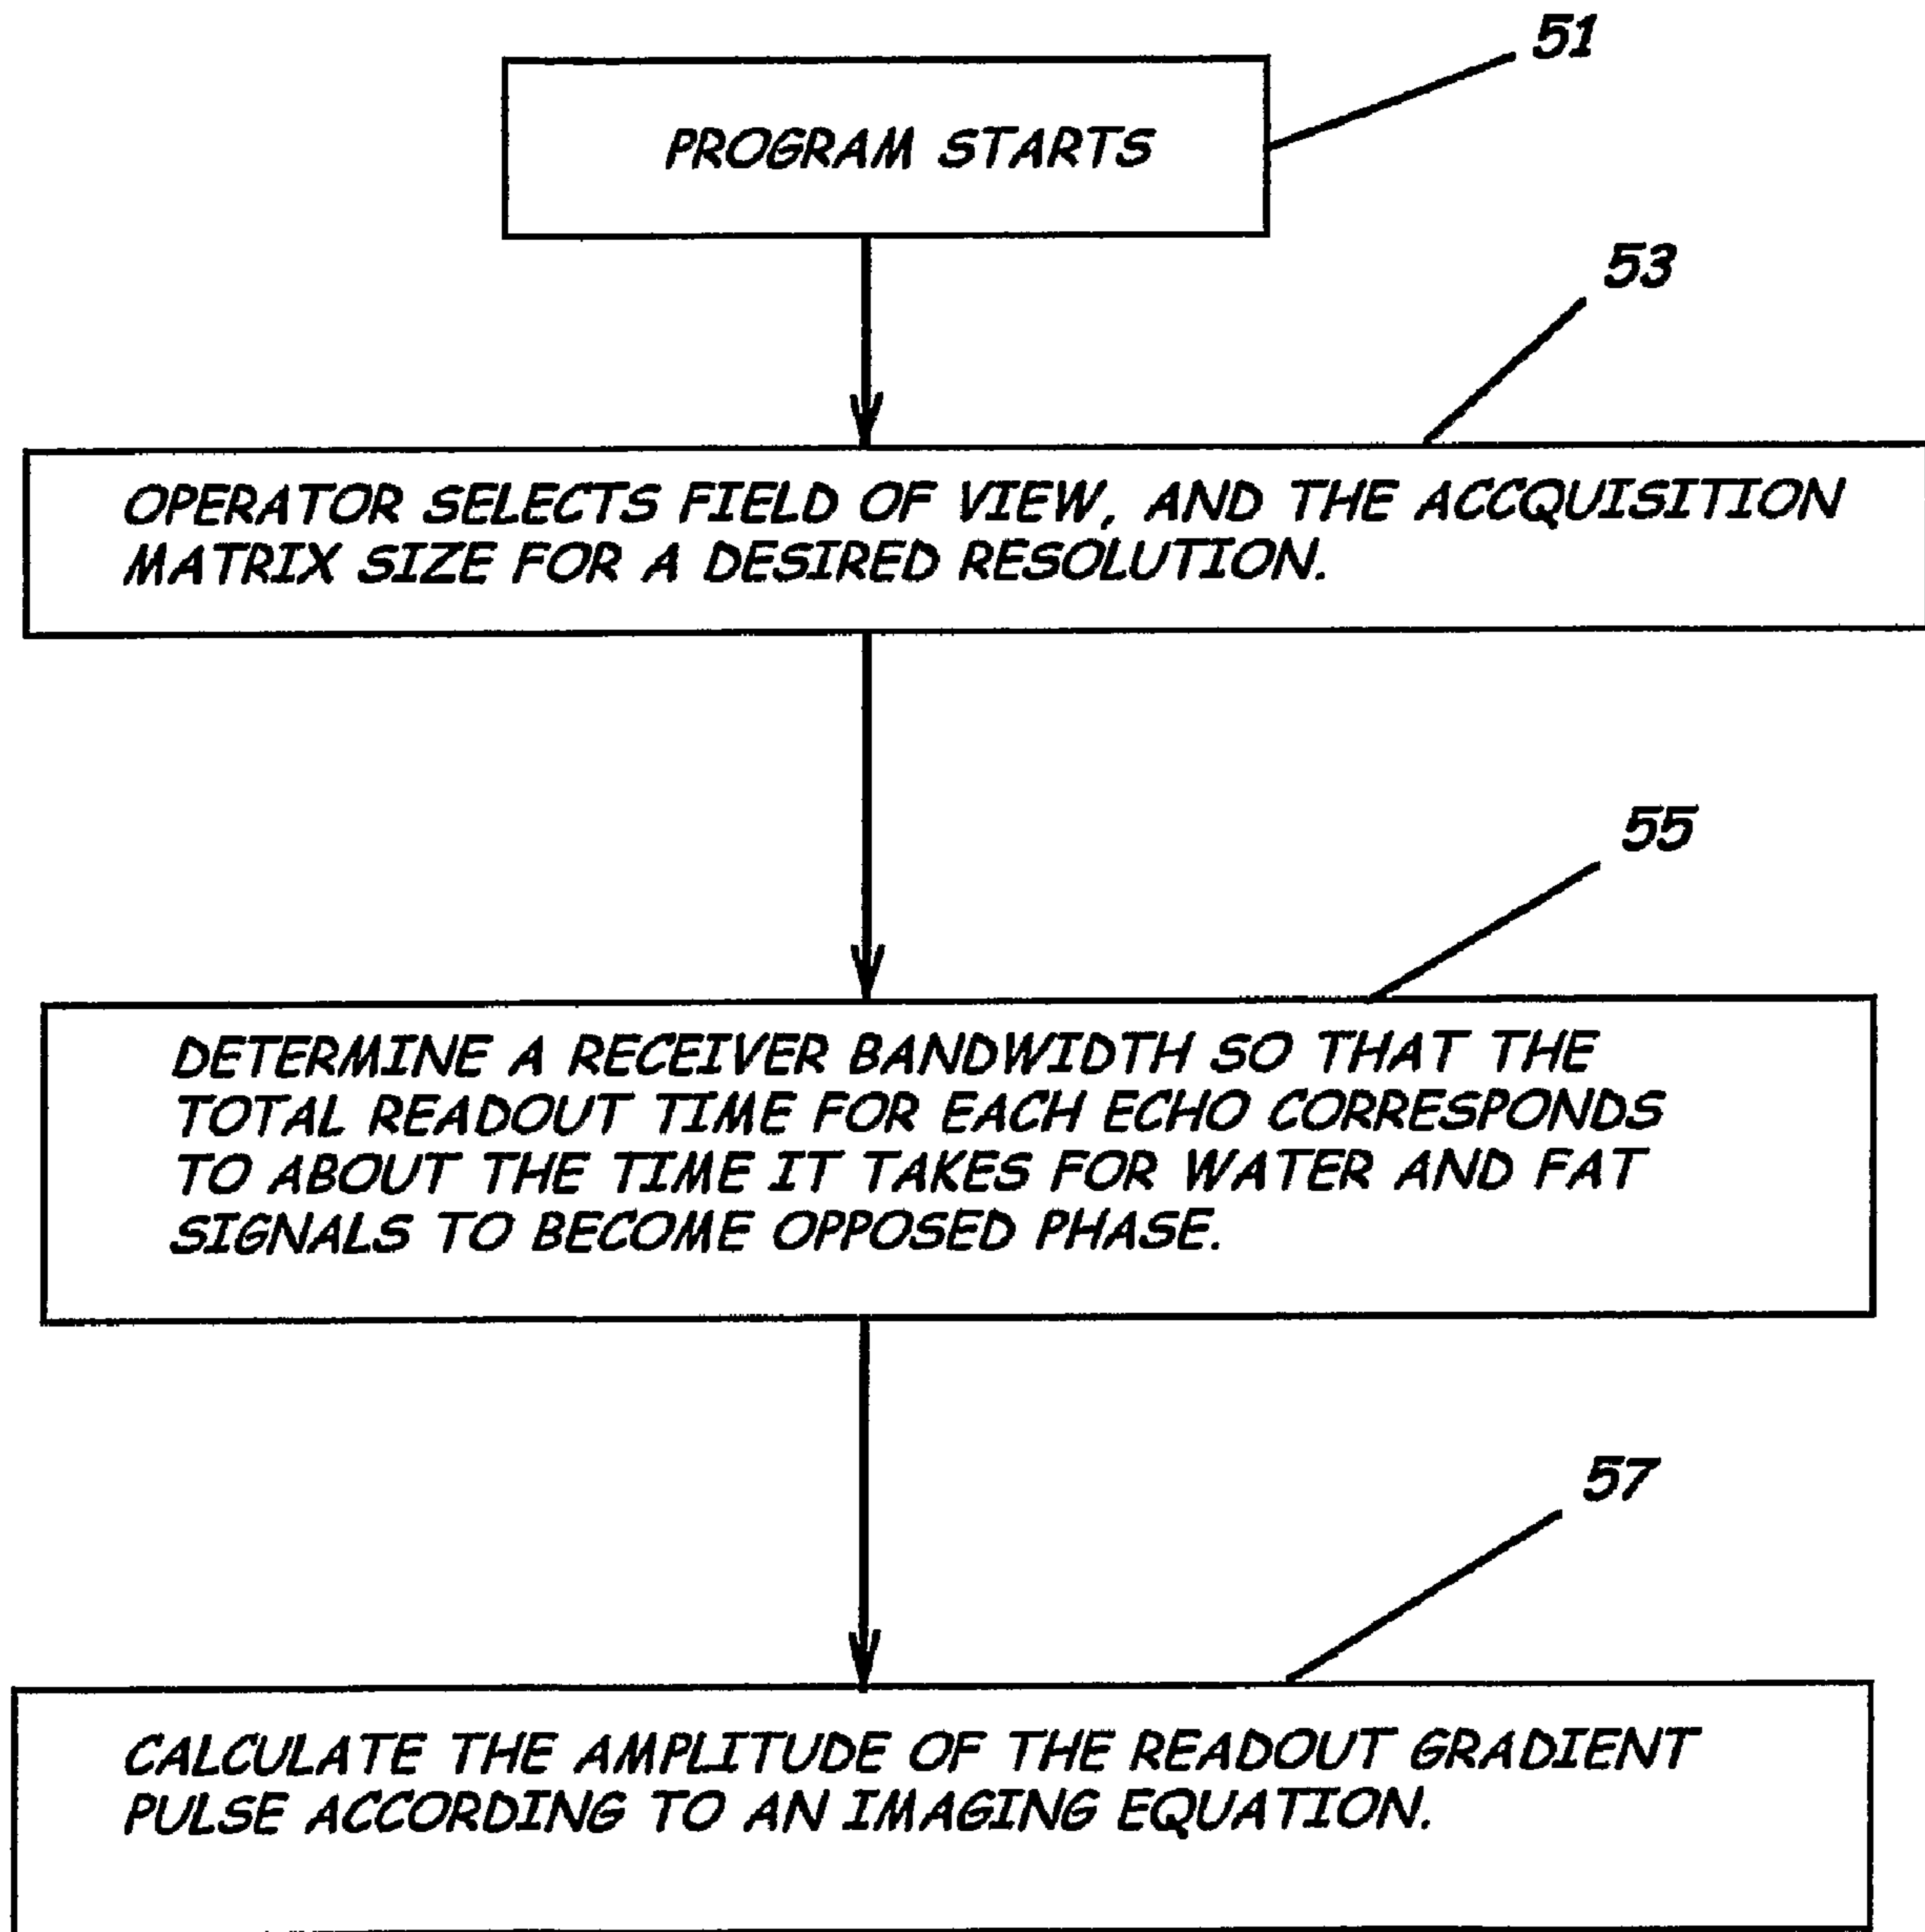 51
PROGRAM STARTS
53
OPERATOR SELECTS FIELD OF VIEW, AND THE ACCQUISITION
MATRIX SIZE FOR A DESIRED RESOLUTION.
55
DETERMINE A RECEIVER BANDWIDTH SO THAT THE
TOTAL READOUT TIME FOR EACH ECHO CORRESPONDS
TO ABOUT THE TIME IT TAKES FOR WATER AND FAT
SIGNALS TO BECOME OPPOSED PHASE.
57
CALCULATE THE AMPLITUDE OF THE READOUT GRADIENT
PULSE ACCORDING TO AN IMAGING EQUATION.